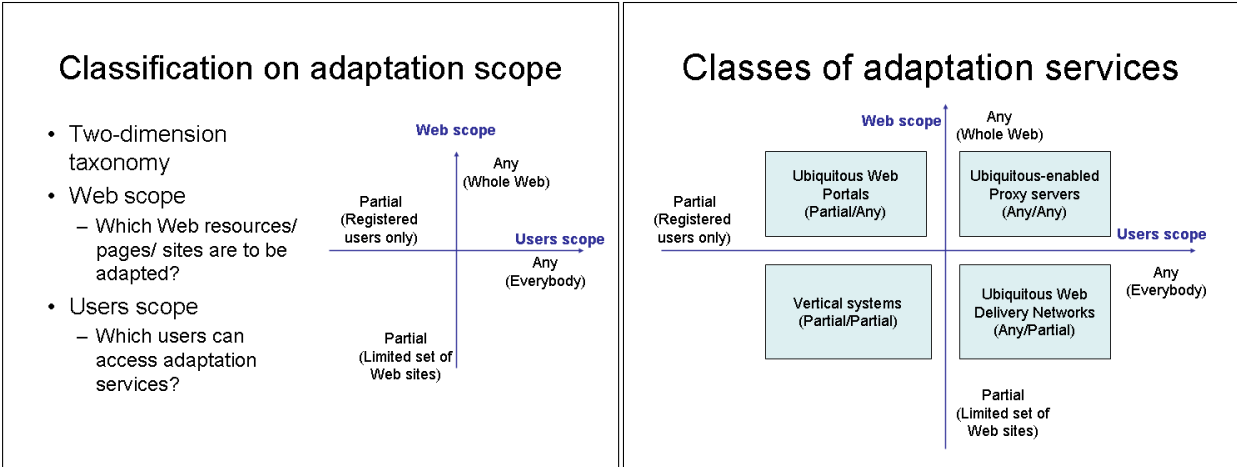 Classification on adaptation scope
• Two-dimension
taxonomy
• Web scope
– Which Web resources/
pages/ sites are to be
adapted?
• Users scope
– Which users can
access adaptation
services?
Web scope
Any
(Whole Web)
Partial
(Registered
users only)
Users scope
Any
(Everybody)
Partial
(Limited set of
Web sites)
Classes of adaptation services
Web scope
Any
(Whole Web)
Ubiquitous Web
Portals
(Partial/Any)
Ubiquitous-enabled
Proxy servers
(Any/Any)
Partial
(Registered
users only)
Users scope
Any
(Everybody)
Vertical systems
(Partial/Partial)
Ubiquitous Web
Delivery Networks
(Any/Partial)
Partial
(Limited set of
Web sites)